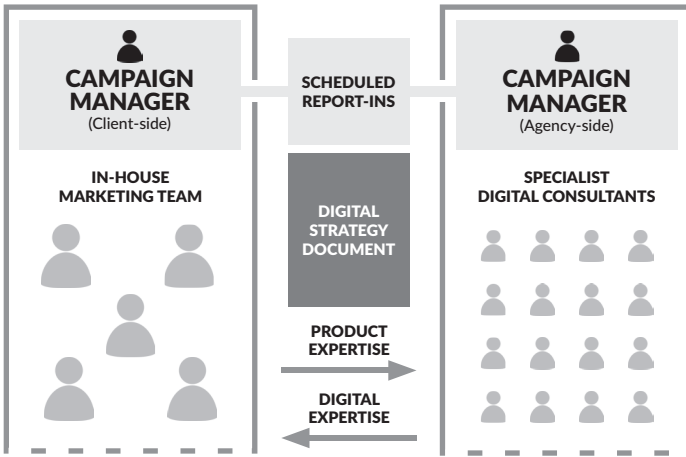 CAMPAIGN
MANAGER
(Client-side)
IN-HOUSE
MARKETING TEAM
SCHEDULED
REPORT-INS
DIGITAL
STRATEGY
DOCUMENT
PRODUCT
EXPERTISE
DIGITAL
EXPERTISE
CAMPAIGN
MANAGER
(Agency-side)
SPECIALIST
DIGITAL CONSULTANTS